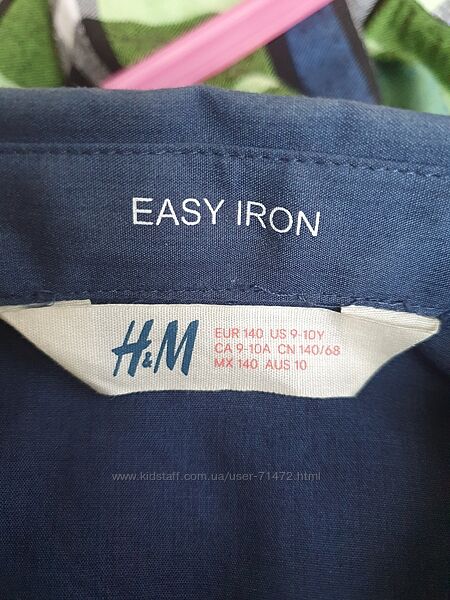 EASY IRON
H&M
EUR 140 US 9-10Y
CA 9-10A CN 140/68
MX 140 AUS 10
www.kidstaff.com.ua/user-71472.html